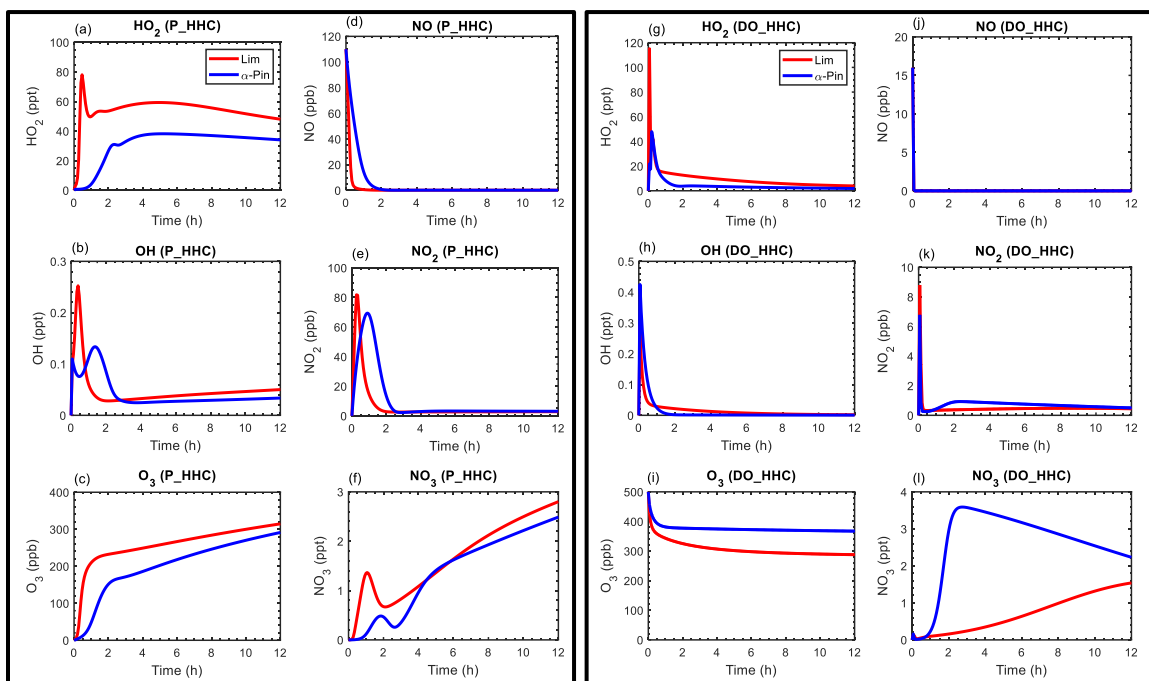 (a) HO2 (P_HHC)
HO2 (ppt)
100
80
60
40
20
0
0 2 4 6 8 10 12
Time (h)
Lim
α-Pin
(d) NO (P_HHC)
NO (ppb)
120
100
80
60
40
20
0
0 2 4 6 8 10 12
Time (h)
(b) OH (P_HHC)
OH (ppt)
0.3
0.2
0.1
0
0 2 4 6 8 10 12
Time (h)
(e) NO2 (P_HHC)
NO2 (ppb)
100
80
60
40
20
0
0 2 4 6 8 10 12
Time (h)
(c) O3 (P_HHC)
O3 (ppb)
400
300
200
100
0
0 2 4 6 8 10 12
Time (h)
(f) NO3 (P_HHC)
NO3 (ppt)
3
2
1
0
0 2 4 6 8 10 12
Time (h)
(g) HO2 (DO_HHC)
HO2 (ppt)
120
100
80
60
40
20
0
0 2 4 6 8 10 12
Time (h)
Lim
α-Pin
(j) NO (DO_HHC)
NO (ppb)
20
15
10
5
0
0 2 4 6 8 10 12
Time (h)
(h) OH (DO_HHC)
OH (ppt)
0.5
0.4
0.3
0.2
0.1
0
0 2 4 6 8 10 12
Time (h)
(k) NO2 (DO_HHC)
NO2 (ppb)
10
8
6
4
2
0
0 2 4 6 8 10 12
Time (h)
(i) O3 (DO_HHC)
O3 (ppb)
500
400
300
200
100
0
0 2 4 6 8 10 12
Time (h)
(l) NO3 (DO_HHC)
NO3 (ppt)
4
3
2
1
0
0 2 4 6 8 10 12
Time (h)